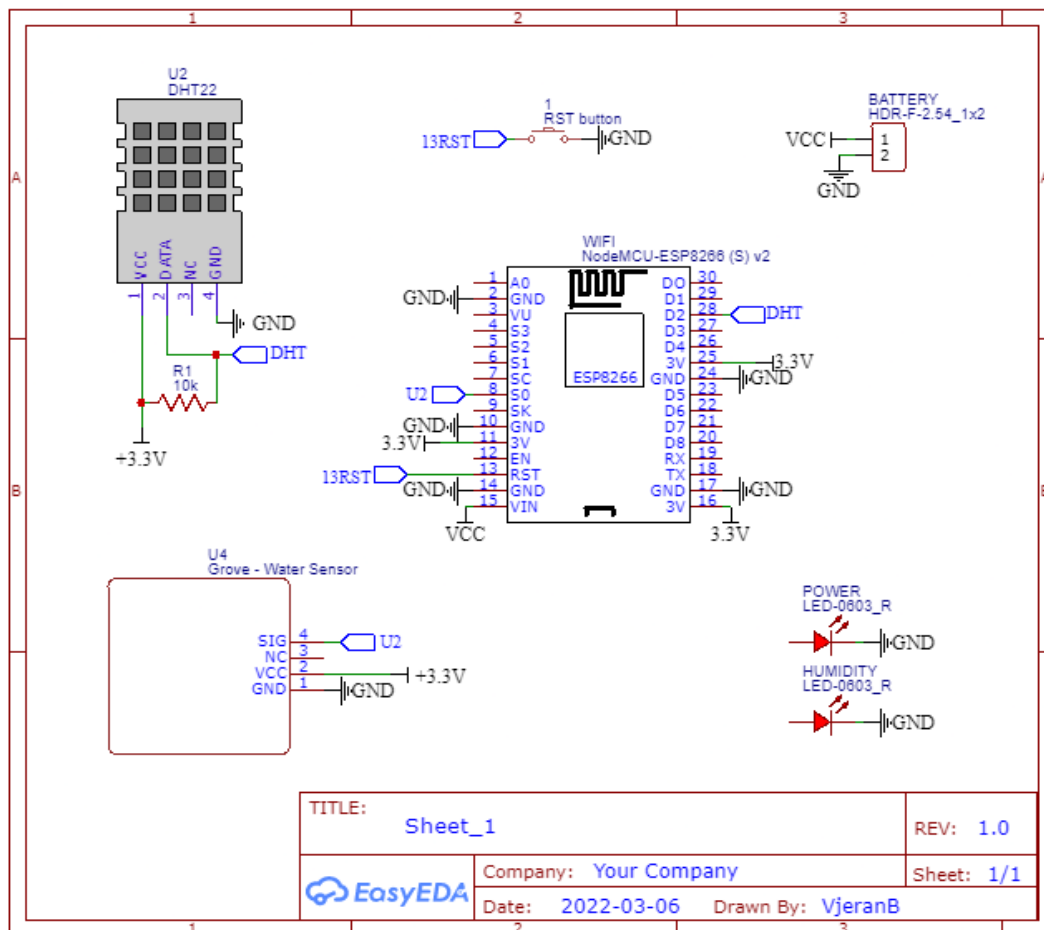 1
2
3
A
B
U2
DHT22
VCC
DATA
NC
GND
1
2
3
4
GND
DHT
R1
10k
+3.3V
1
RST button
13RST
GND
BATTERY
HDR-F-2.54_1x2
VCC
1
2
GND
WIFI
NodeMCU-ESP8266 (S) v2
ESP8266
1 A0
GND 2 GND
3 VU
4 S3
5 S2
6 S1
7 SC
U2 8 S0
9 SK
GND 10 GND
3.3V 11 3V
12 EN
13RST 13 RST
GND 14 GND
VCC 15 VIN
D0 30
D1 29
D2 28 DHT
D3 27
D4 26
3V 25 3.3V
GND 24 GND
D5 23
D6 22
D7 21
D8 20
RX 19
TX 18
GND 17 GND
3V 16 3.3V
U4
Grove - Water Sensor
SIG 4 U2
NC 3
VCC 2 +3.3V
GND 1 GND
POWER
LED-0603_R
GND
HUMIDITY
LED-0603_R
GND
TITLE:
Sheet_1
REV: 1.0
EasyEDA
Company: Your Company
Sheet: 1/1
Date: 2022-03-06 Drawn By: VjeranB
1
2
3